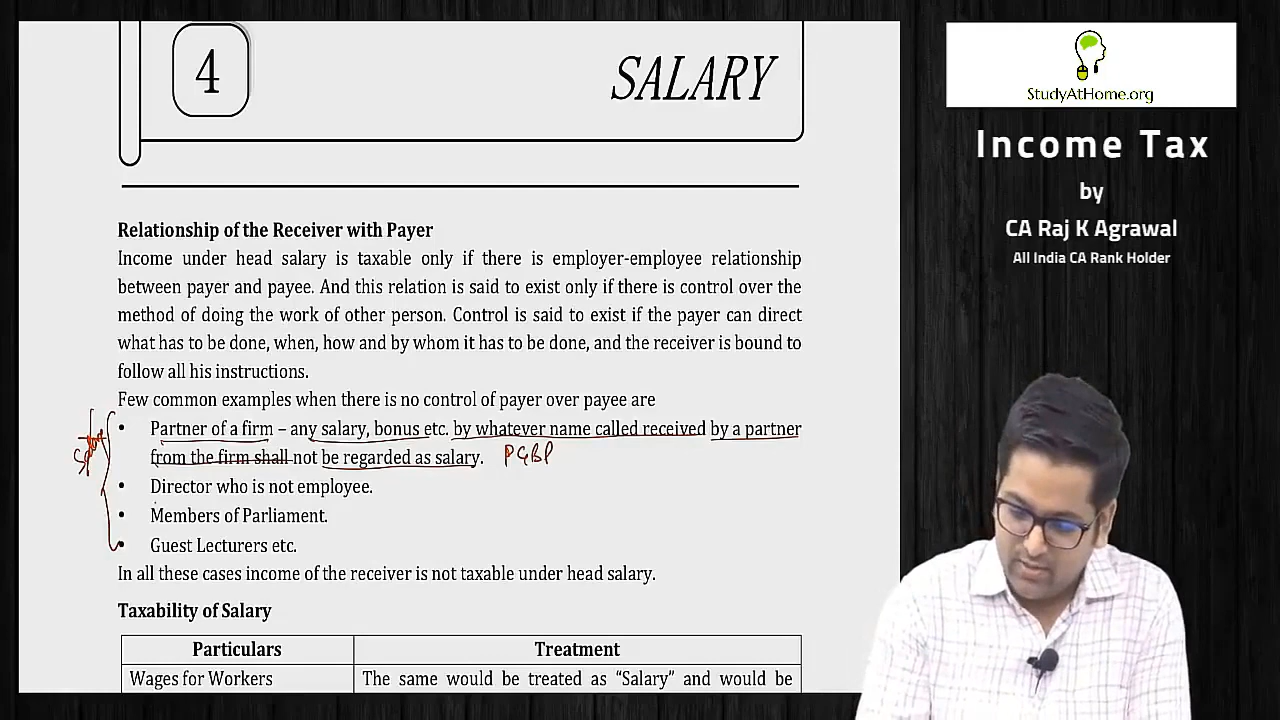 4
SALARY
Relationship of the Receiver with Payer
Income under head salary is taxable only if there is employer-employee relationship
between payer and payee. And this relation is said to exist only if there is control over the
method of doing the work of other person. Control is said to exist if the payer can direct
what has to be done, when, how and by whom it has to be done, and the receiver is bound to
follow all his instructions.
Few common examples when there is no control of payer over payee are
• Partner of a firm – any salary, bonus etc. by whatever name called received by a partner
from the firm shall not be regarded as salary. PGBP
• Director who is not employee.
• Members of Parliament.
• Guest Lecturers etc.
In all these cases income of the receiver is not taxable under head salary.
Taxability of Salary
Particulars Treatment
Wages for Workers The same would be treated as “Salary” and would be
StudyAtHome.org
Income Tax
by
CA Raj K Agrawal
All India CA Rank Holder